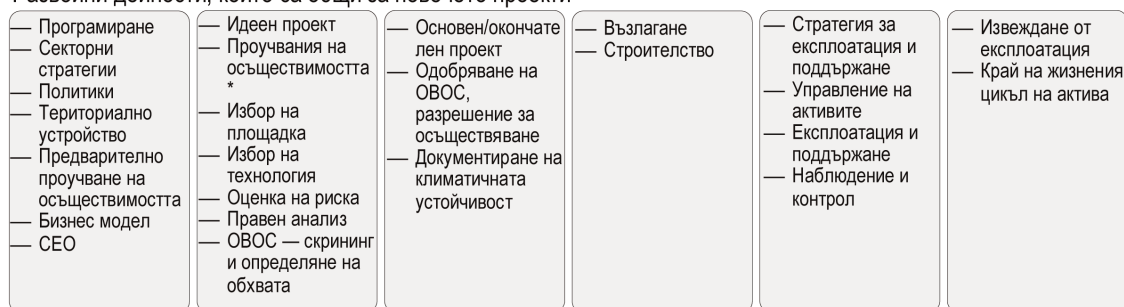 Развойни дейности, които са общи за повечето проекти
— Програмиране
— Секторни
стратегии
— Политики
— Териториално
устройство
— Предварително
проучване на
осъществимостта
— Бизнес модел
— СЕО
— Идеен проект
— Проучвания на
осъществимостта
*
— Избор на
площадка
— Избор на
технология
— Оценка на риска
— Правен анализ
— ОВОС — скрининг
и определяне на
обхвата
— Основен/окончате
лен проект
— Одобряване на
ОВОС,
разрешение за
осъществяване
— Документиране на
климатичната
устойчивост
— Възлагане
— Строителство
— Стратегия за
експлоатация и
поддържане
— Управление на
активите
— Експлоатация и
поддържане
— Наблюдение и
контрол
— Извеждане от
експлоатация
— Край на жизнения
цикъл на актива